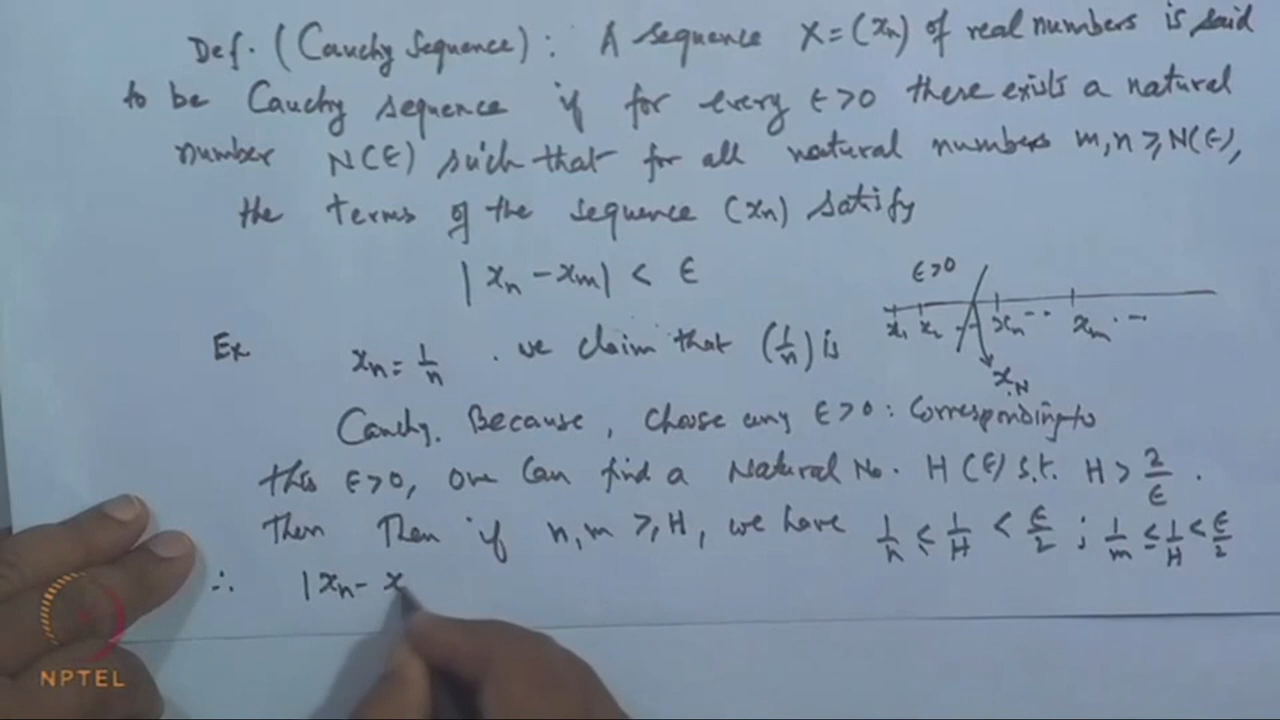 Def. (Cauchy Sequence) : A sequence X = (xn) of real numbers is said
to be Cauchy sequence if for every ε>0 there exists a natural
number N(ε) such that for all natural numbers m,n ≥ N(ε),
the terms of the sequence (xn) satisfy
| xn - xm | < ε
ε>0
x1 x2 .. xn .. xm ...
xN
Ex xn = 1/n . we claim that (1/n) is
Cauchy. Because, choose any ε>0 : Corresponding to
this ε>0, one can find a Natural No. H(ε) s.t. H > 2/ε .
Then Then if n, m ≥ H, we have 1/n ≤ 1/H < ε/2 ; 1/m ≤ 1/H < ε/2
∴ | xn - x
NPTEL